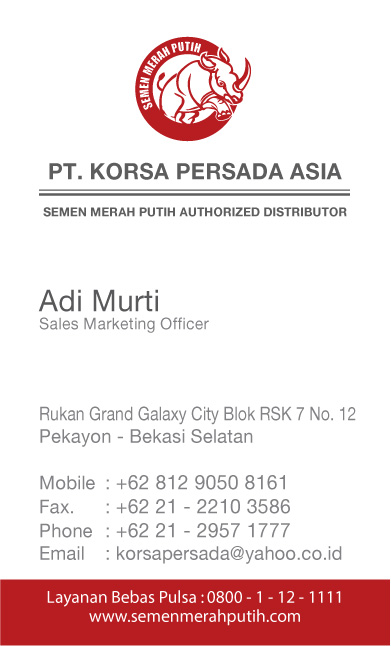 SEMEN MERAH PUTIH
PT. KORSA PERSADA ASIA
SEMEN MERAH PUTIH AUTHORIZED DISTRIBUTOR
Adi Murti
Sales Marketing Officer
Rukan Grand Galaxy City Blok RSK 7 No. 12
Pekayon - Bekasi Selatan
Mobile : +62 812 9050 8161
Fax. : +62 21 - 2210 3586
Phone : +62 21 - 2957 1777
Email : korsapersada@yahoo.co.id
Layanan Bebas Pulsa : 0800 - 1 - 12 - 1111
www.semenmerahputih.com